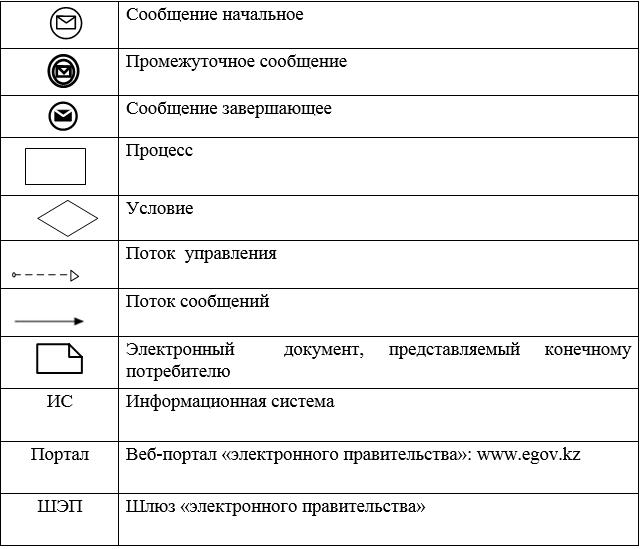 Сообщение начальное
Промежуточное сообщение
Сообщение завершающее
Процесс
Условие
Поток управления
Поток сообщений
Электронный документ, представляемый конечному
потребителю
ИС Информационная система
Портал Веб-портал «электронного правительства»: www.egov.kz
ШЭП Шлюз «электронного правительства»